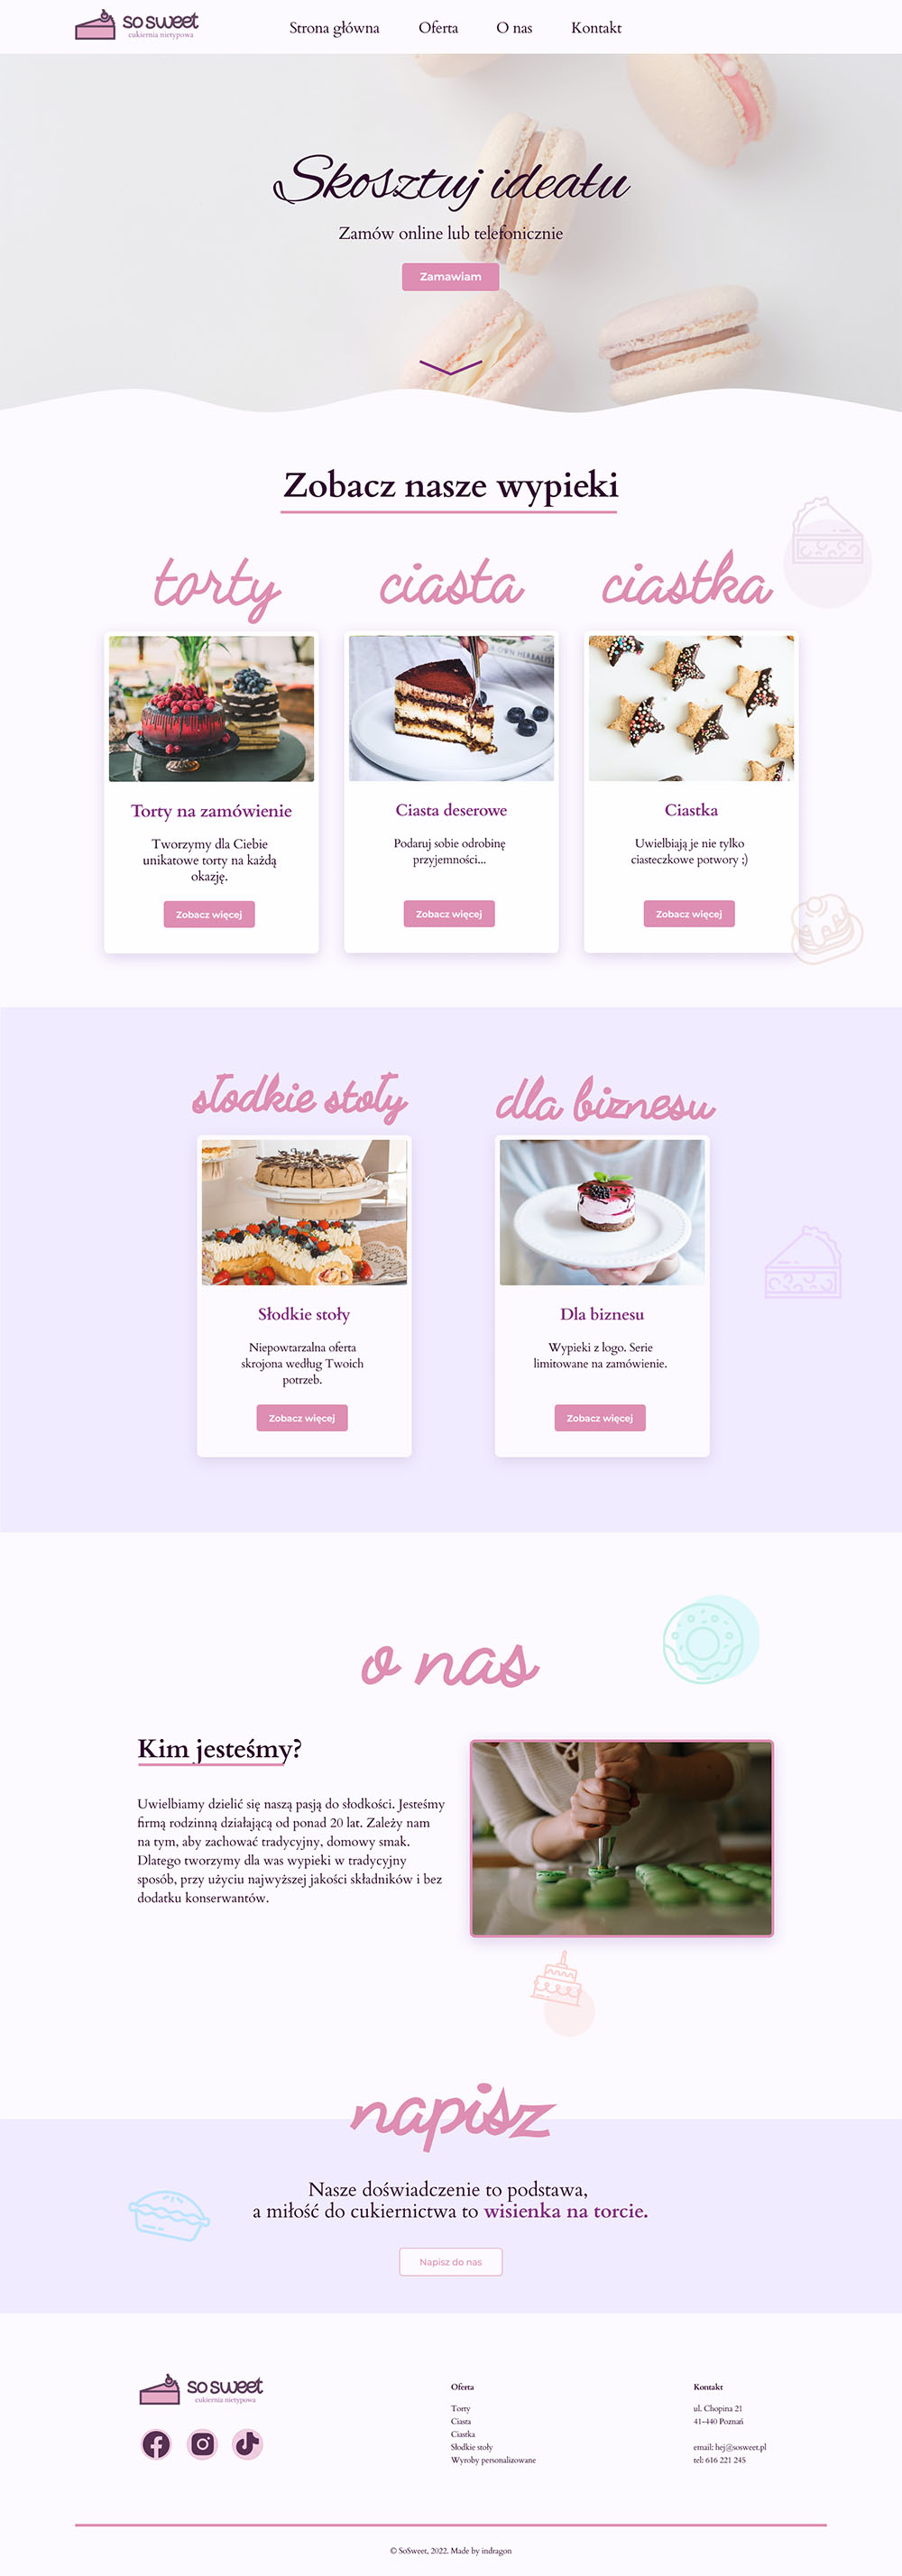 so sweet
cukiernia nietypowa
Strona główna Oferta O nas Kontakt
Skosztuj ideału
Zamów online lub telefonicznie
Zamawiam
Zobacz nasze wypieki
torty
ciasta
ciastka
Torty na zamówienie
Tworzymy dla Ciebie
unikatowe torty na każdą
okazję.
Zobacz więcej
Ciasta deserowe
Podaruj sobie odrobinę
przyjemności...
Zobacz więcej
Ciastka
Uwielbiają je nie tylko
ciasteczkowe potwory ;)
Zobacz więcej
słodkie stoły
dla biznesu
Słodkie stoły
Niepowtarzalna oferta
skrojona według Twoich
potrzeb.
Zobacz więcej
Dla biznesu
Wypieki z logo. Serie
limitowane na zamówienie.
Zobacz więcej
o nas
Kim jesteśmy?
Uwielbiamy dzielić się naszą pasją do słodkości. Jesteśmy
firmą rodzinną działającą od ponad 20 lat. Zależy nam
na tym, aby zachować tradycyjny, domowy smak.
Dlatego tworzymy dla was wypieki w tradycyjny
sposób, przy użyciu najwyższej jakości składników i bez
dodatku konserwantów.
napisz
Nasze doświadczenie to podstawa,
a miłość do cukiernictwa to wisienka na torcie.
Napisz do nas
so sweet
cukiernia nietypowa
Oferta
Torty
Ciasta
Ciastka
Słodkie stoły
Wyroby personalizowane
Kontakt
ul. Chopina 21
41-440 Poznań
email: hej@sosweet.pl
tel: 616 221 245
© SoSweet, 2022. Made by indragon